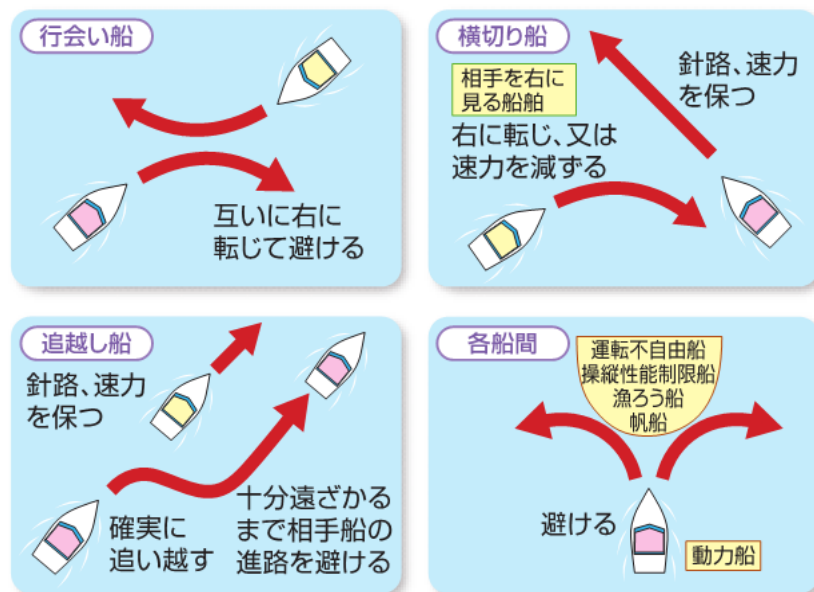 行会い船
互いに右に
転じて避ける
横切り船
相手を右に
見る船舶
右に転じ、又は
速力を減ずる
針路、速力
を保つ
追越し船
針路、速力
を保つ
確実に
追い越す
十分遠ざかる
まで相手船の
進路を避ける
各船間
運転不自由船
操縦性能制限船
漁ろう船
帆船
避ける
動力船